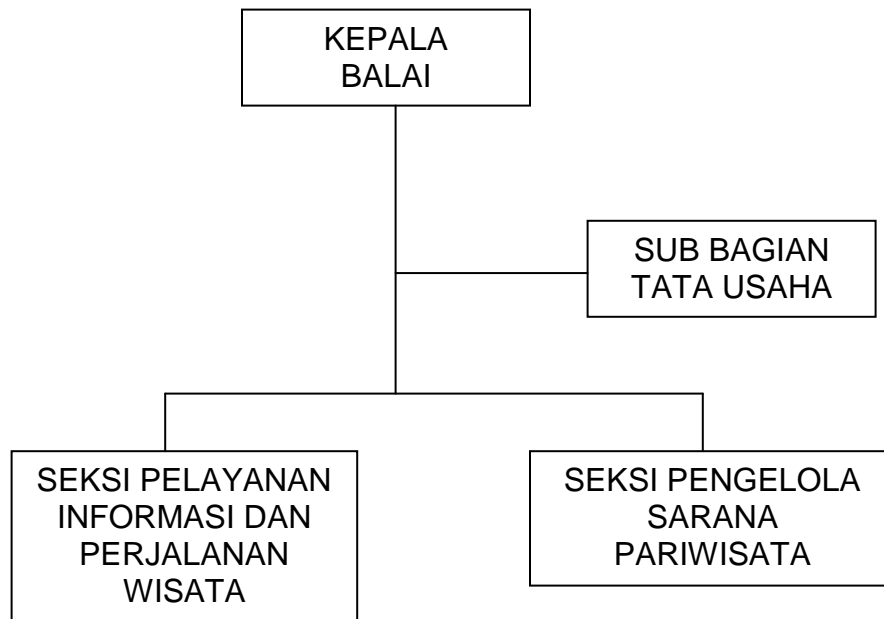 KEPALA
BALAI
SUB BAGIAN
TATA USAHA
SEKSI PELAYANAN
INFORMASI DAN
PERJALANAN
WISATA
SEKSI PENGELOLA
SARANA
PARIWISATA